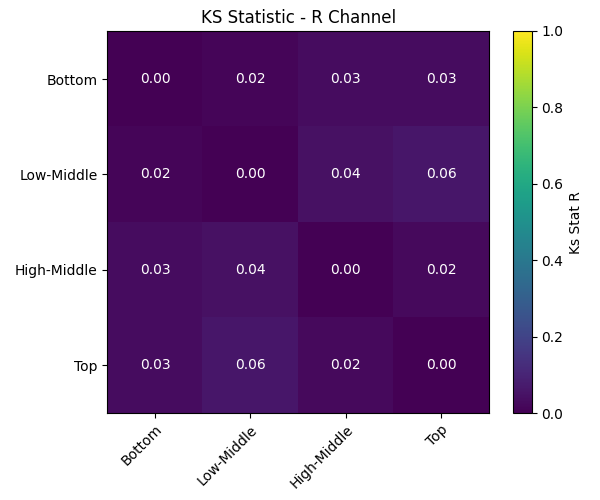 KS Statistic - R Channel
Bottom 0.00 0.02 0.03 0.03
Low-Middle 0.02 0.00 0.04 0.06
High-Middle 0.03 0.04 0.00 0.02
Top 0.03 0.06 0.02 0.00
Bottom Low-Middle High-Middle Top
1.0
0.8
0.6
0.4
0.2
0.0
Ks Stat R